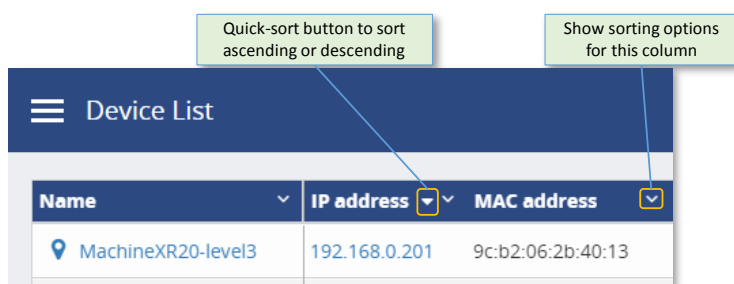 Quick-sort button to sort
ascending or descending
Show sorting options
for this column
Device List
Name IP address MAC address
MachineXR20-level3 192.168.0.201 9c:b2:06:2b:40:13